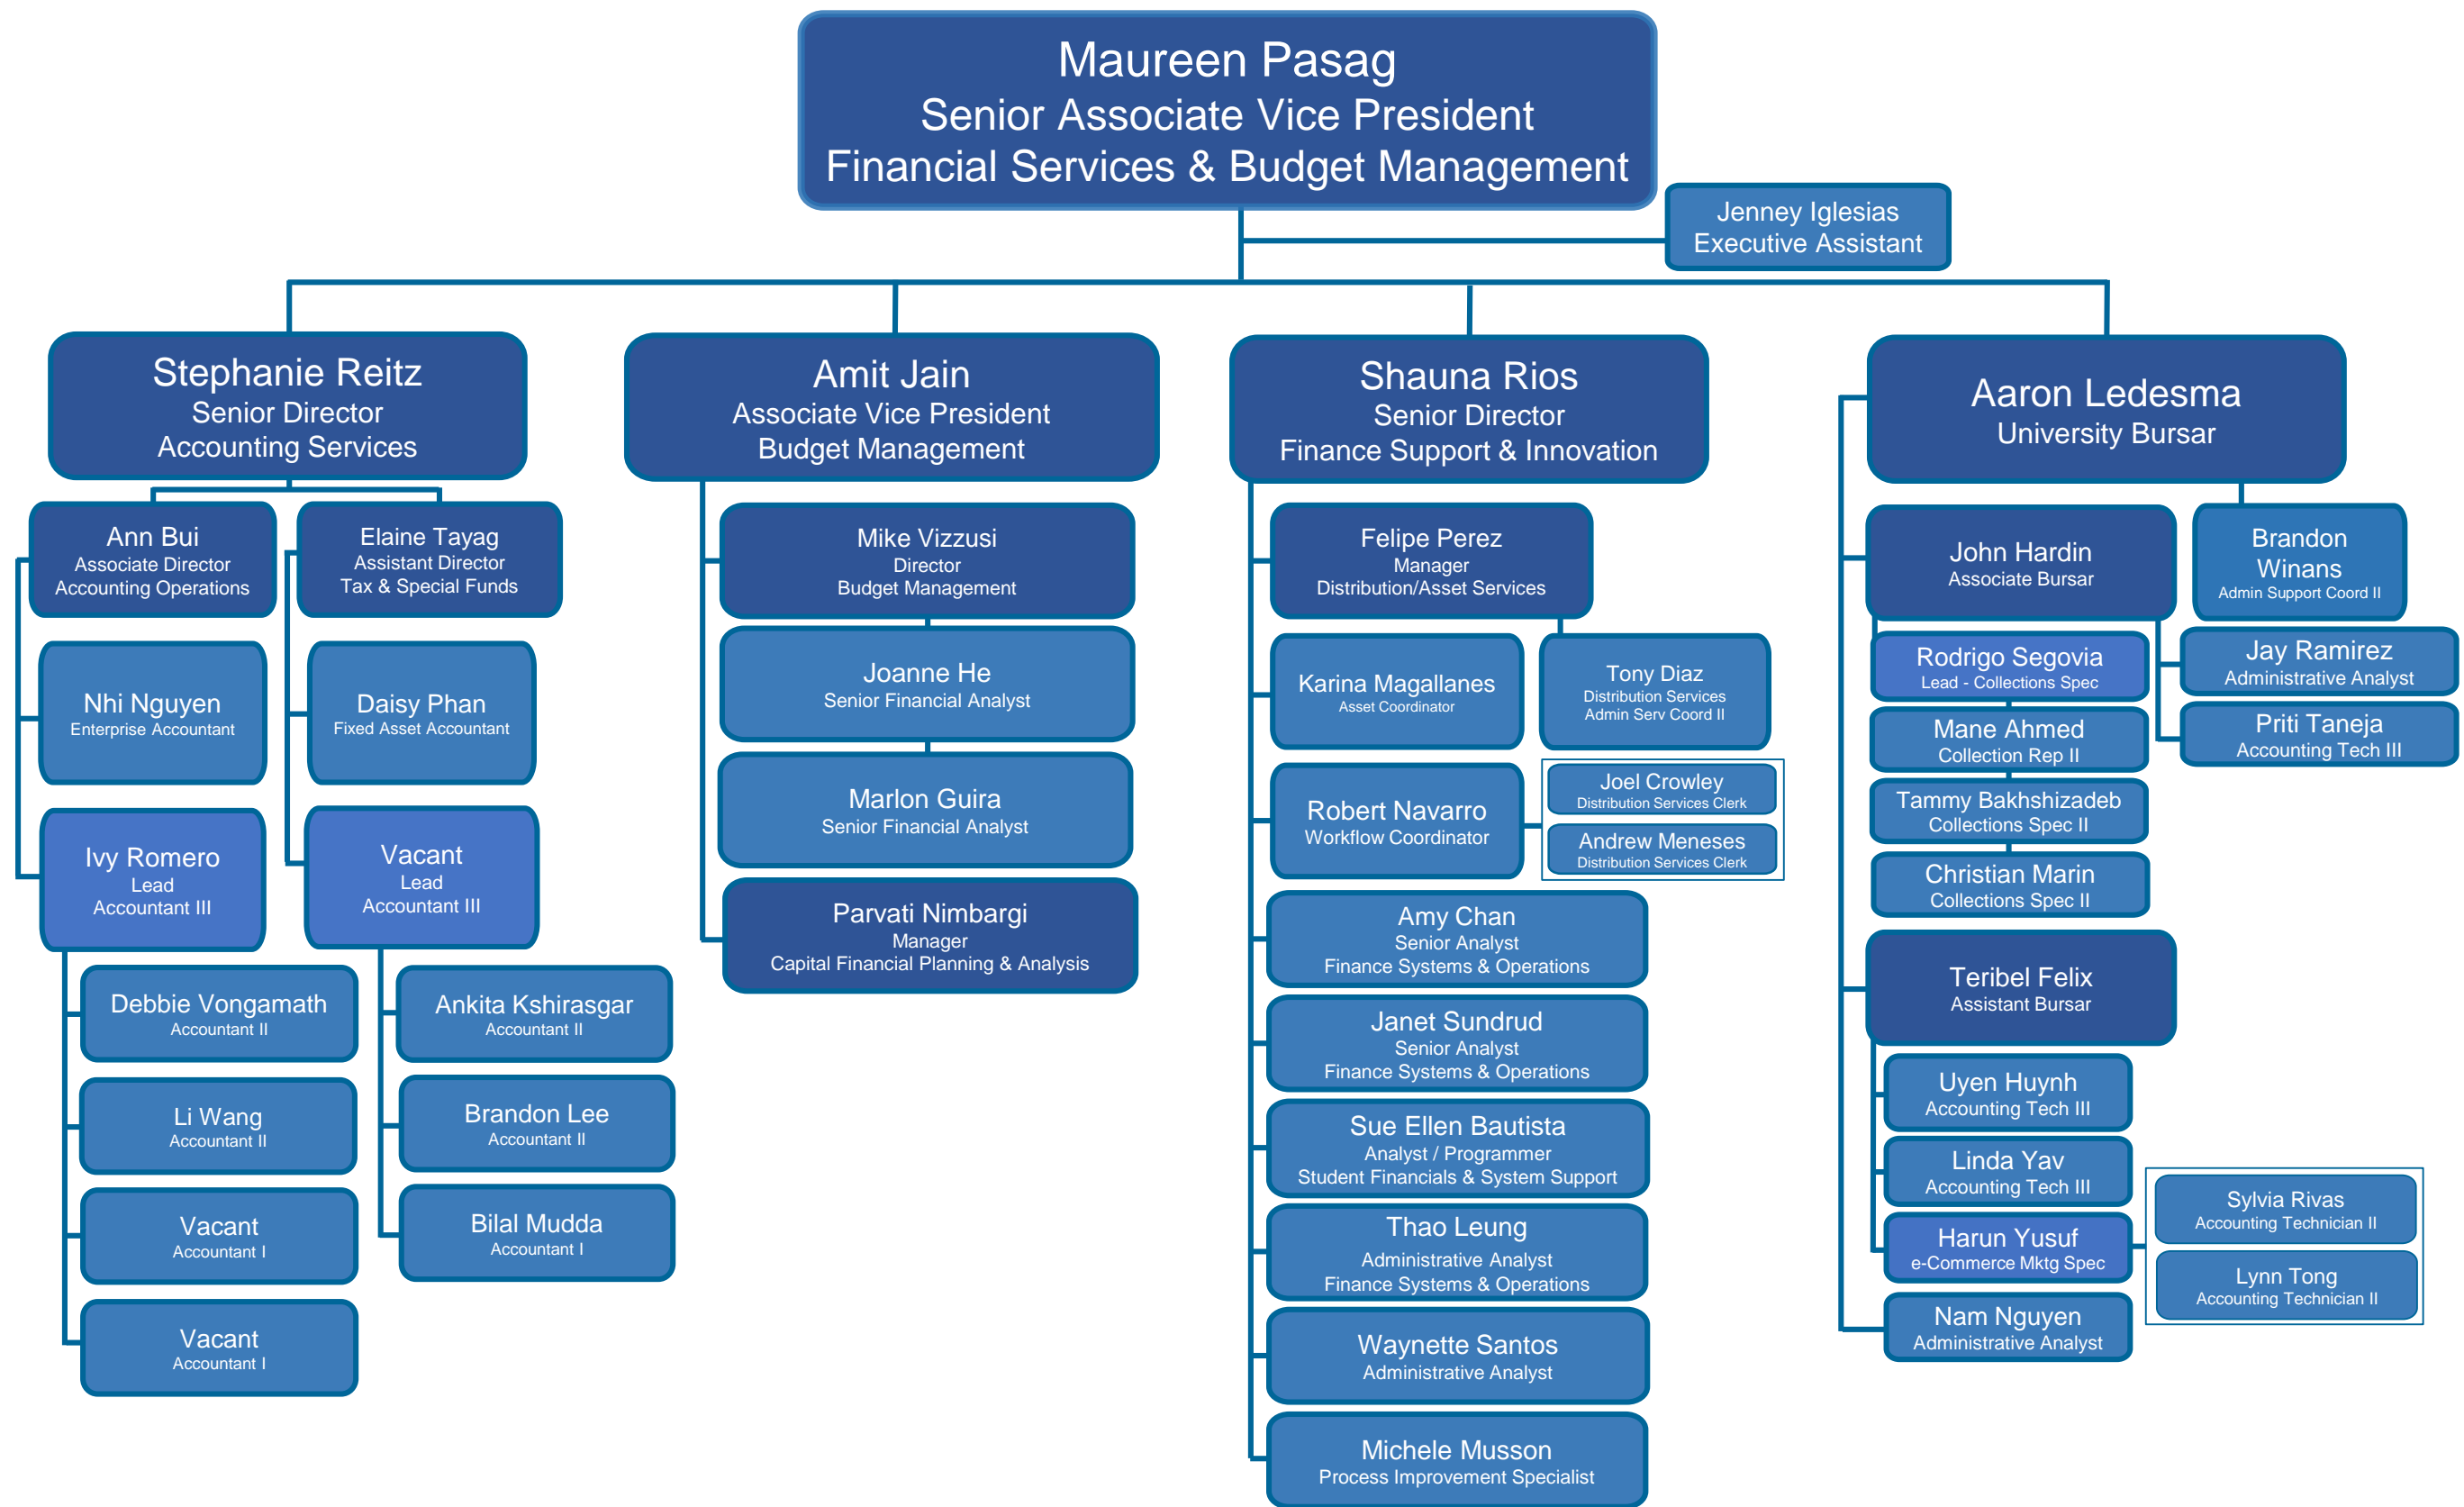 Maureen Pasag
Senior Associate Vice President
Financial Services & Budget Management
Jenney Iglesias
Executive Assistant
Stephanie Reitz
Senior Director
Accounting Services
Ann Bui
Associate Director
Accounting Operations
Elaine Tayag
Assistant Director
Tax & Special Funds
Nhi Nguyen
Enterprise Accountant
Daisy Phan
Fixed Asset Accountant
Ivy Romero
Lead
Accountant III
Vacant
Lead
Accountant III
Debbie Vongamath
Accountant II
Li Wang
Accountant II
Vacant
Accountant I
Vacant
Accountant I
Ankita Kshirasgar
Accountant II
Brandon Lee
Accountant II
Bilal Mudda
Accountant I
Amit Jain
Associate Vice President
Budget Management
Mike Vizzusi
Director
Budget Management
Joanne He
Senior Financial Analyst
Marlon Guira
Senior Financial Analyst
Parvati Nimbargi
Manager
Capital Financial Planning & Analysis
Shauna Rios
Senior Director
Finance Support & Innovation
Felipe Perez
Manager
Distribution/Asset Services
Karina Magallanes
Asset Coordinator
Tony Diaz
Distribution Services
Admin Serv Coord II
Robert Navarro
Workflow Coordinator
Joel Crowley
Distribution Services Clerk
Andrew Meneses
Distribution Services Clerk
Amy Chan
Senior Analyst
Finance Systems & Operations
Janet Sundrud
Senior Analyst
Finance Systems & Operations
Sue Ellen Bautista
Analyst / Programmer
Student Financials & System Support
Thao Leung
Administrative Analyst
Finance Systems & Operations
Waynette Santos
Administrative Analyst
Michele Musson
Process Improvement Specialist
Aaron Ledesma
University Bursar
John Hardin
Associate Bursar
Brandon
Winans
Admin Support Coord II
Rodrigo Segovia
Lead - Collections Spec
Mane Ahmed
Collection Rep II
Tammy Bakhshizadeb
Collections Spec II
Christian Marin
Collections Spec II
Jay Ramirez
Administrative Analyst
Priti Taneja
Accounting Tech III
Teribel Felix
Assistant Bursar
Uyen Huynh
Accounting Tech III
Linda Yav
Accounting Tech III
Harun Yusuf
e-Commerce Mktg Spec
Sylvia Rivas
Accounting Technician II
Lynn Tong
Accounting Technician II
Nam Nguyen
Administrative Analyst